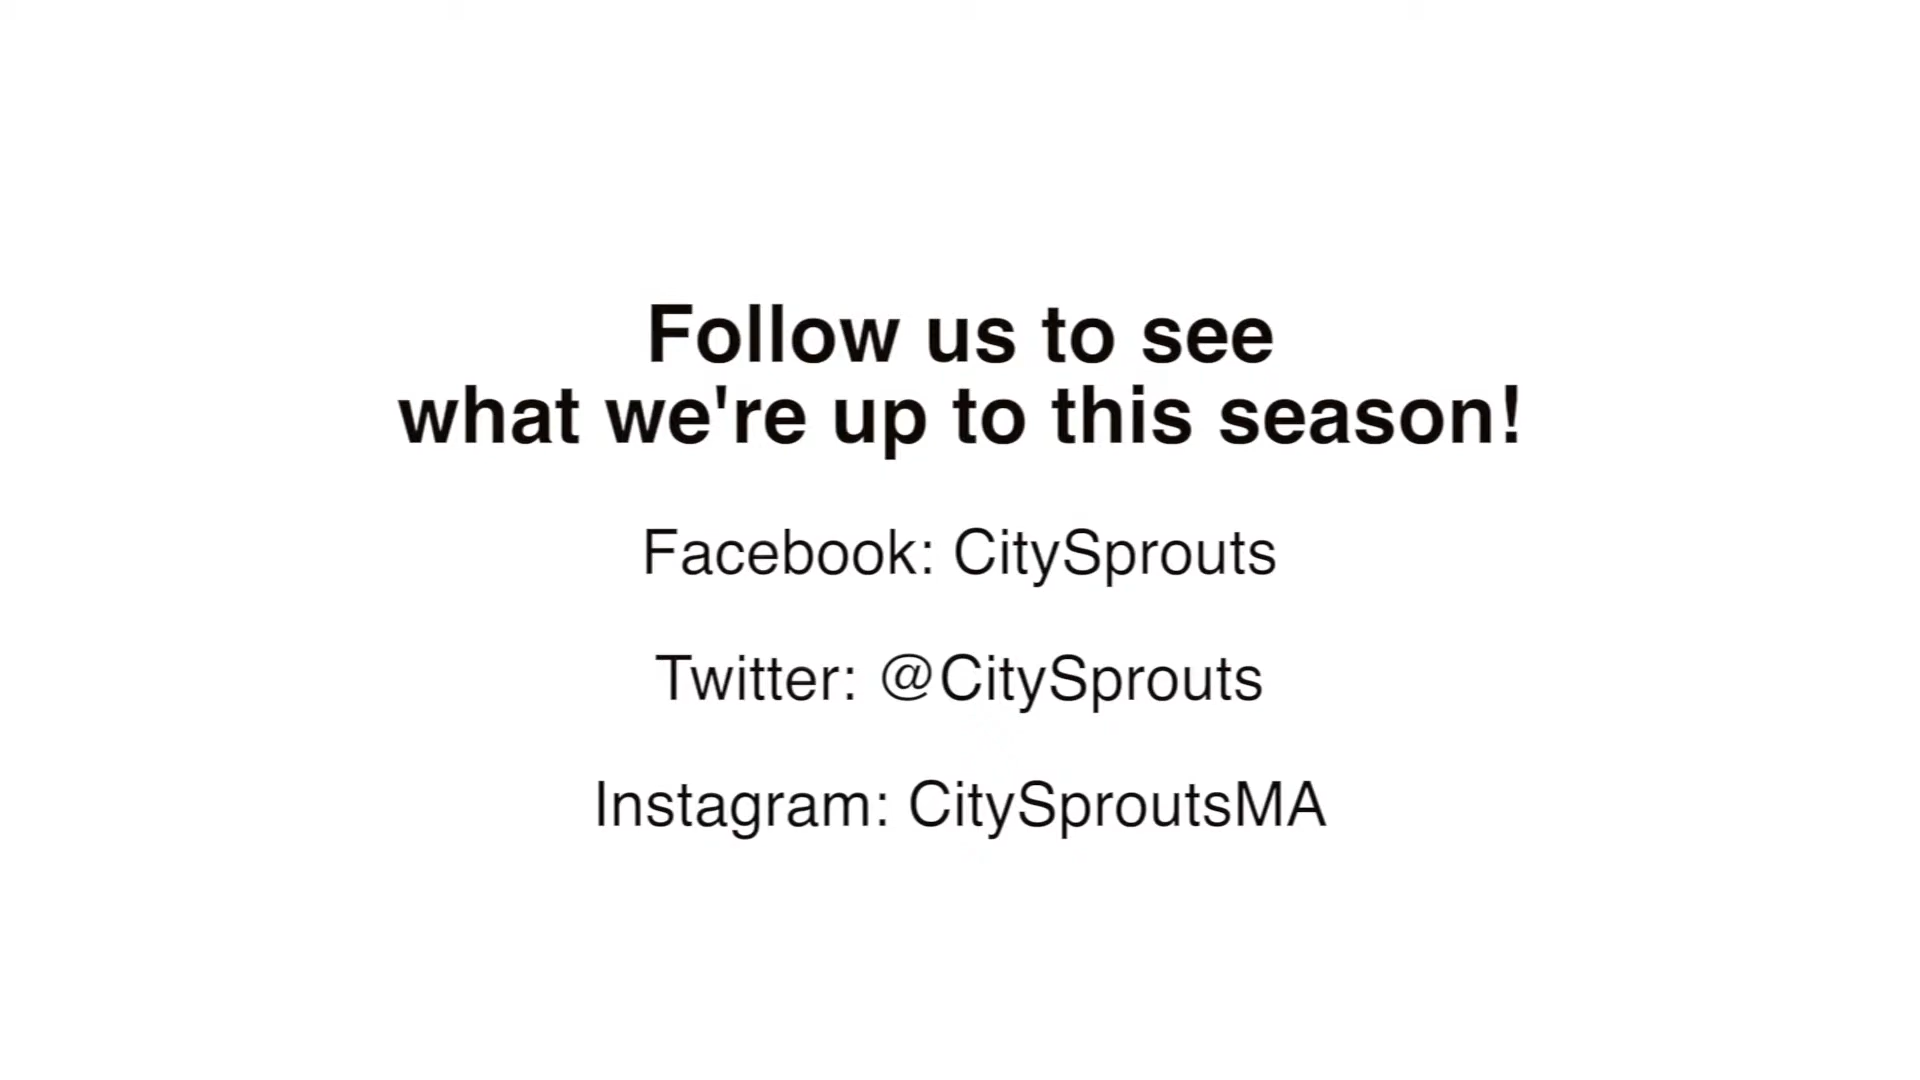 Follow us to see
what we're up to this season!
Facebook: CitySprouts
Twitter: @CitySprouts
Instagram: CitySproutsMA